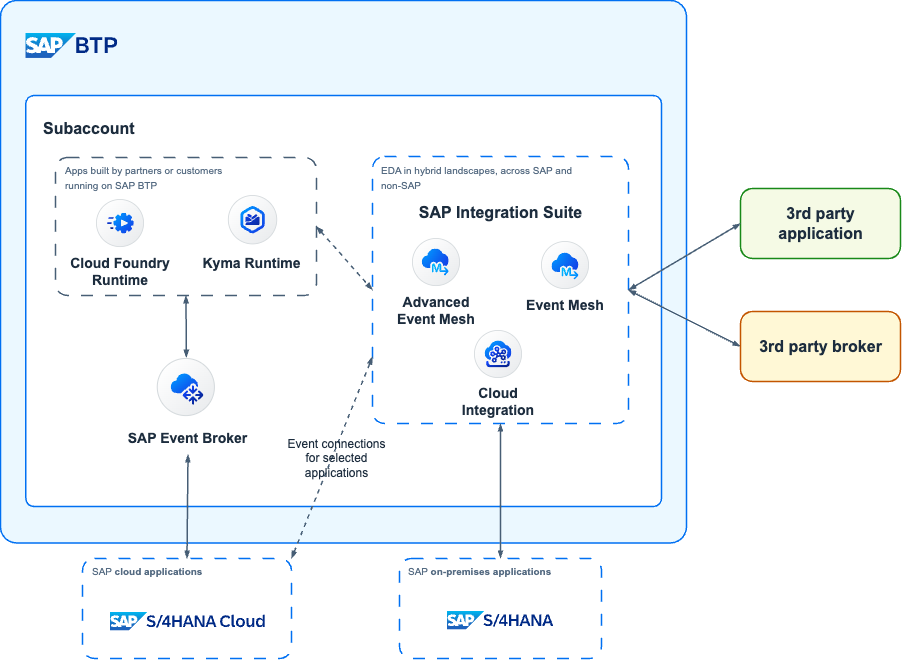 SAP BTP
Subaccount
Apps built by partners or customers
running on SAP BTP
Cloud Foundry
Runtime
Kyma Runtime
EDA in hybrid landscapes, across SAP and
non-SAP
SAP Integration Suite
M
Advanced
Event Mesh
M
Event Mesh
Cloud
Integration
SAP Event Broker
Event connections
for selected
applications
3rd party
application
3rd party broker
SAP cloud applications
SAP S/4HANA Cloud
SAP on-premises applications
SAP S/4HANA